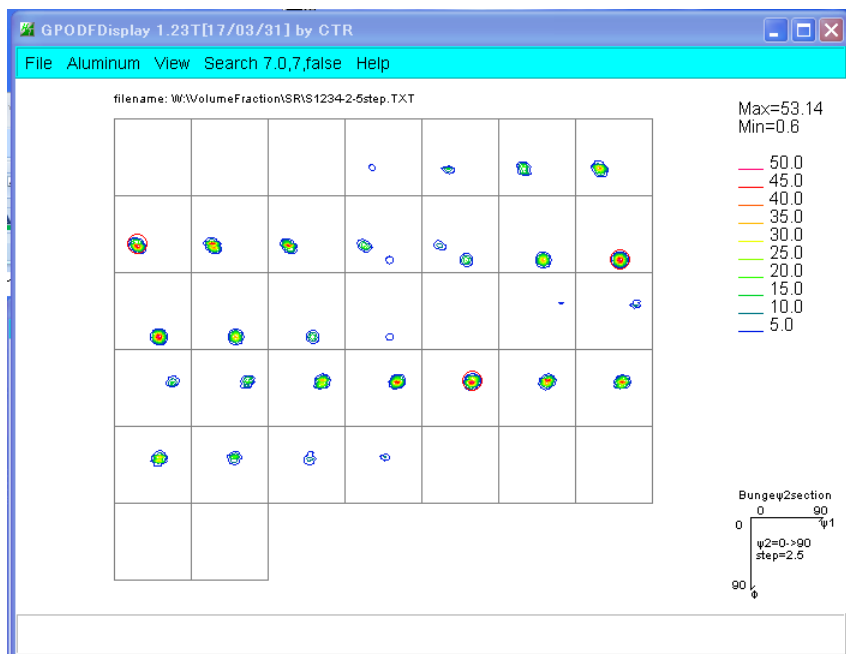 GPODFDisplay 1.23T[17/03/31] by CTR
File Aluminum View Search 7.0,7,false Help
filename: W:\VolumeFraction\SR\S1234-2-5step.TXT
Max=53.14
Min=0.6
50.0
45.0
40.0
35.0
30.0
25.0
20.0
15.0
10.0
5.0
Bungeψ2section
0 90
0 ψ1
ψ2=0->90
step=2.5
90 ϕ